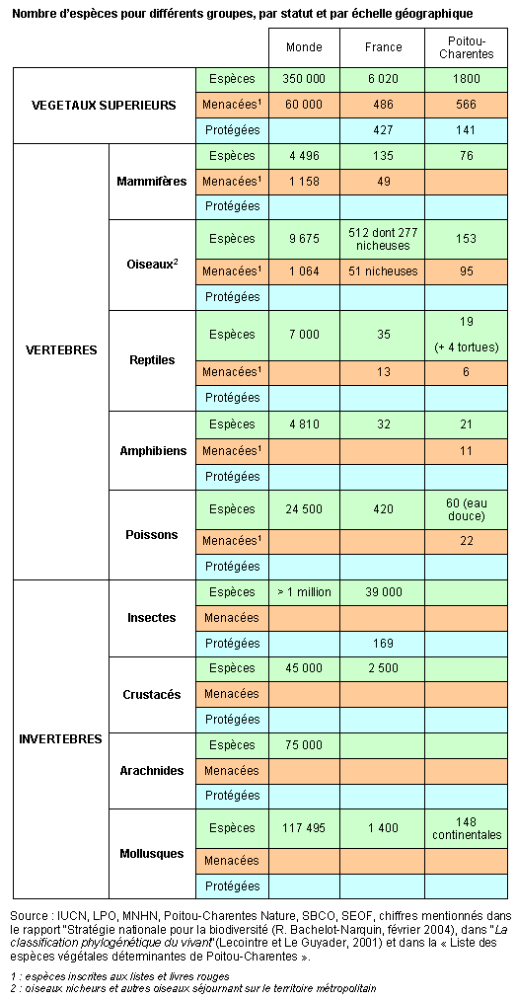 Nombre d'espèces pour différents groupes, par statut et par échelle géographique
Monde France Poitou-
Charentes
VEGETAUX SUPERIEURS
Espèces 350 000 6 020 1800
Menacées1 60 000 486 566
Protégées 427 141
VERTEBRES
Mammifères
Espèces 4 496 135 76
Menacées1 1 158 49
Protégées
Oiseaux2
Espèces 9 675 512 dont 277
nicheuses 153
Menacées1 1 064 51 nicheuses 95
Protégées
Reptiles
Espèces 7 000 35 19
(+ 4 tortues)
Menacées1 13 6
Protégées
Amphibiens
Espèces 4 810 32 21
Menacées1 11
Protégées
Poissons
Espèces 24 500 420 60 (eau
douce)
Menacées1 22
Protégées
INVERTEBRES
Insectes
Espèces > 1 million 39 000
Menacées
Protégées 169
Crustacés
Espèces 45 000 2 500
Menacées
Protégées
Arachnides
Espèces 75 000
Menacées
Protégées
Mollusques
Espèces 117 495 1 400 148
continentales
Menacées
Protégées
Source : IUCN, LPO, MNHN, Poitou-Charentes Nature, SBCO, SEOF, chiffres mentionnés dans
le rapport "Stratégie nationale pour la biodiversité (R. Bachelot-Narquin, février 2004), dans "La
classification phylogénétique du vivant"(Lecointre et Le Guyader, 2001) et dans la « Liste des
espèces végétales déterminantes de Poitou-Charentes ».
1 : espèces inscrites aux listes et livres rouges
2 : oiseaux nicheurs et autres oiseaux séjournant sur le territoire métropolitain